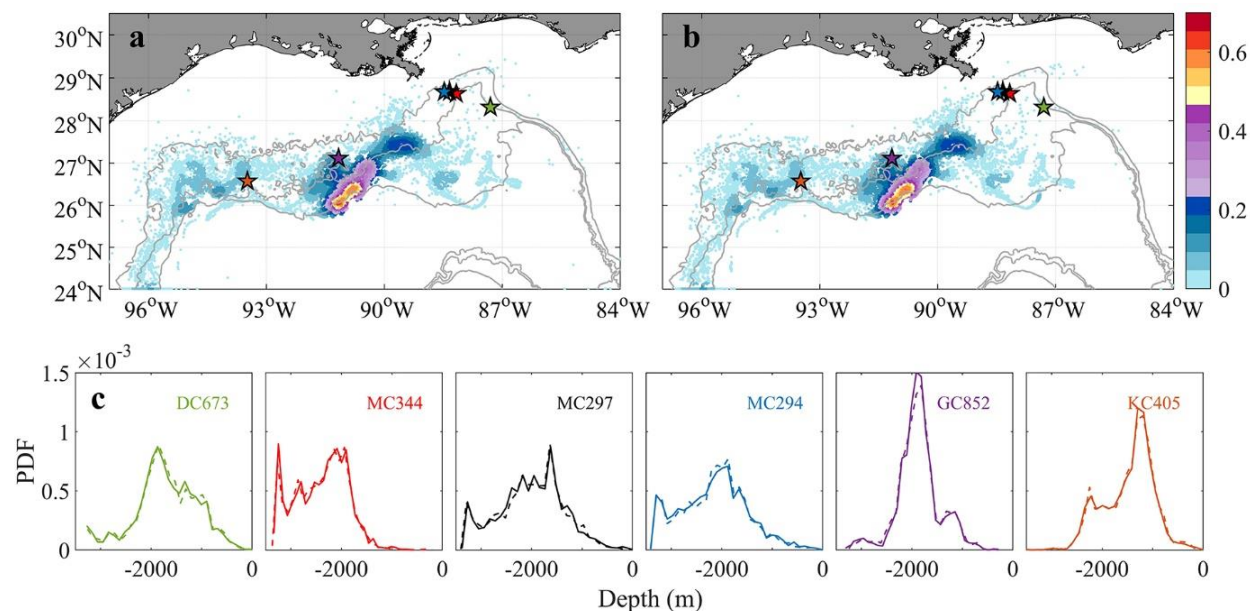 a
b
30°N
29°N
28°N
27°N
26°N
25°N
24°N
96°W 93°W 90°W 87°W 84°W
96°W 93°W 90°W 87°W 84°W
0.6
0.4
0.2
0
×10⁻³
1.5
1
0.5
0
PDF
c
DC673 MC344 MC297 MC294 GC852 KC405
-2000 0 -2000 0 -2000 0 -2000 0 -2000 0 -2000 0
Depth (m)